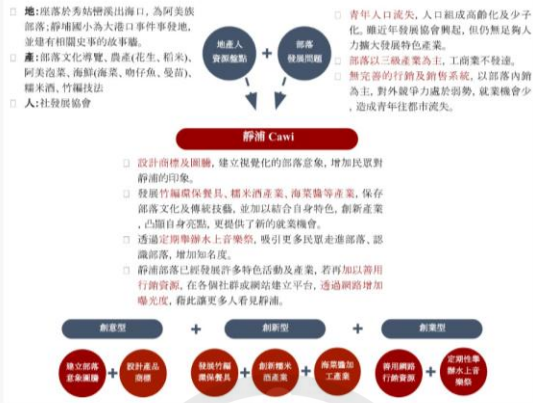 地:座落於秀姑巒溪出海口, 為阿美族
部落; 靜埔國小為大港口事件事發地,
並建有相關史事的故事牆。
產:部落文化導覽、農產(花生、稻米)、
阿美泡菜、海鮮(海菜、吻仔魚、曼苗)、
糯米酒、竹編技法
人:社發展協會
地產人
資源盤點
+
部落
發展問題
青年人口流失, 人口組成高齡化及少子
化。雖近年發展協會興起, 但仍無足夠人
力擴大發展特色產業。
部落以三級產業為主, 工商業不發達。
無完善的行銷及銷售系統, 以部落內銷
為主, 對外競爭力處於弱勢, 就業機會少
, 造成青年往都市流失。
靜浦 Cawi
設計商標及圖騰, 建立視覺化的部落意象, 增加民眾對
靜浦的印象。
發展竹編環保餐具、糯米酒產業、海菜醬等產業, 保存
部落文化及傳統技藝, 並加以結合自身特色, 創新產業
, 凸顯自身亮點, 更提供了新的就業機會。
透過定期舉辦水上音樂祭, 吸引更多民眾走進部落、認
識部落, 增加知名度。
靜浦部落已經發展許多特色活動及產業, 若再加以善用
行銷資源, 在各個社群或網站建立平台, 透過網路增加
曝光度, 藉此讓更多人看見靜浦。
創意型
+
創新型
+
創業型
建立部落
意象圖騰
+
設計產品
商標
發展竹編
環保餐具
+
創新糯米
酒產業
+
海菜醬加
工產業
善用網路
行銷資源
+
定期性舉
辦水上音
樂祭